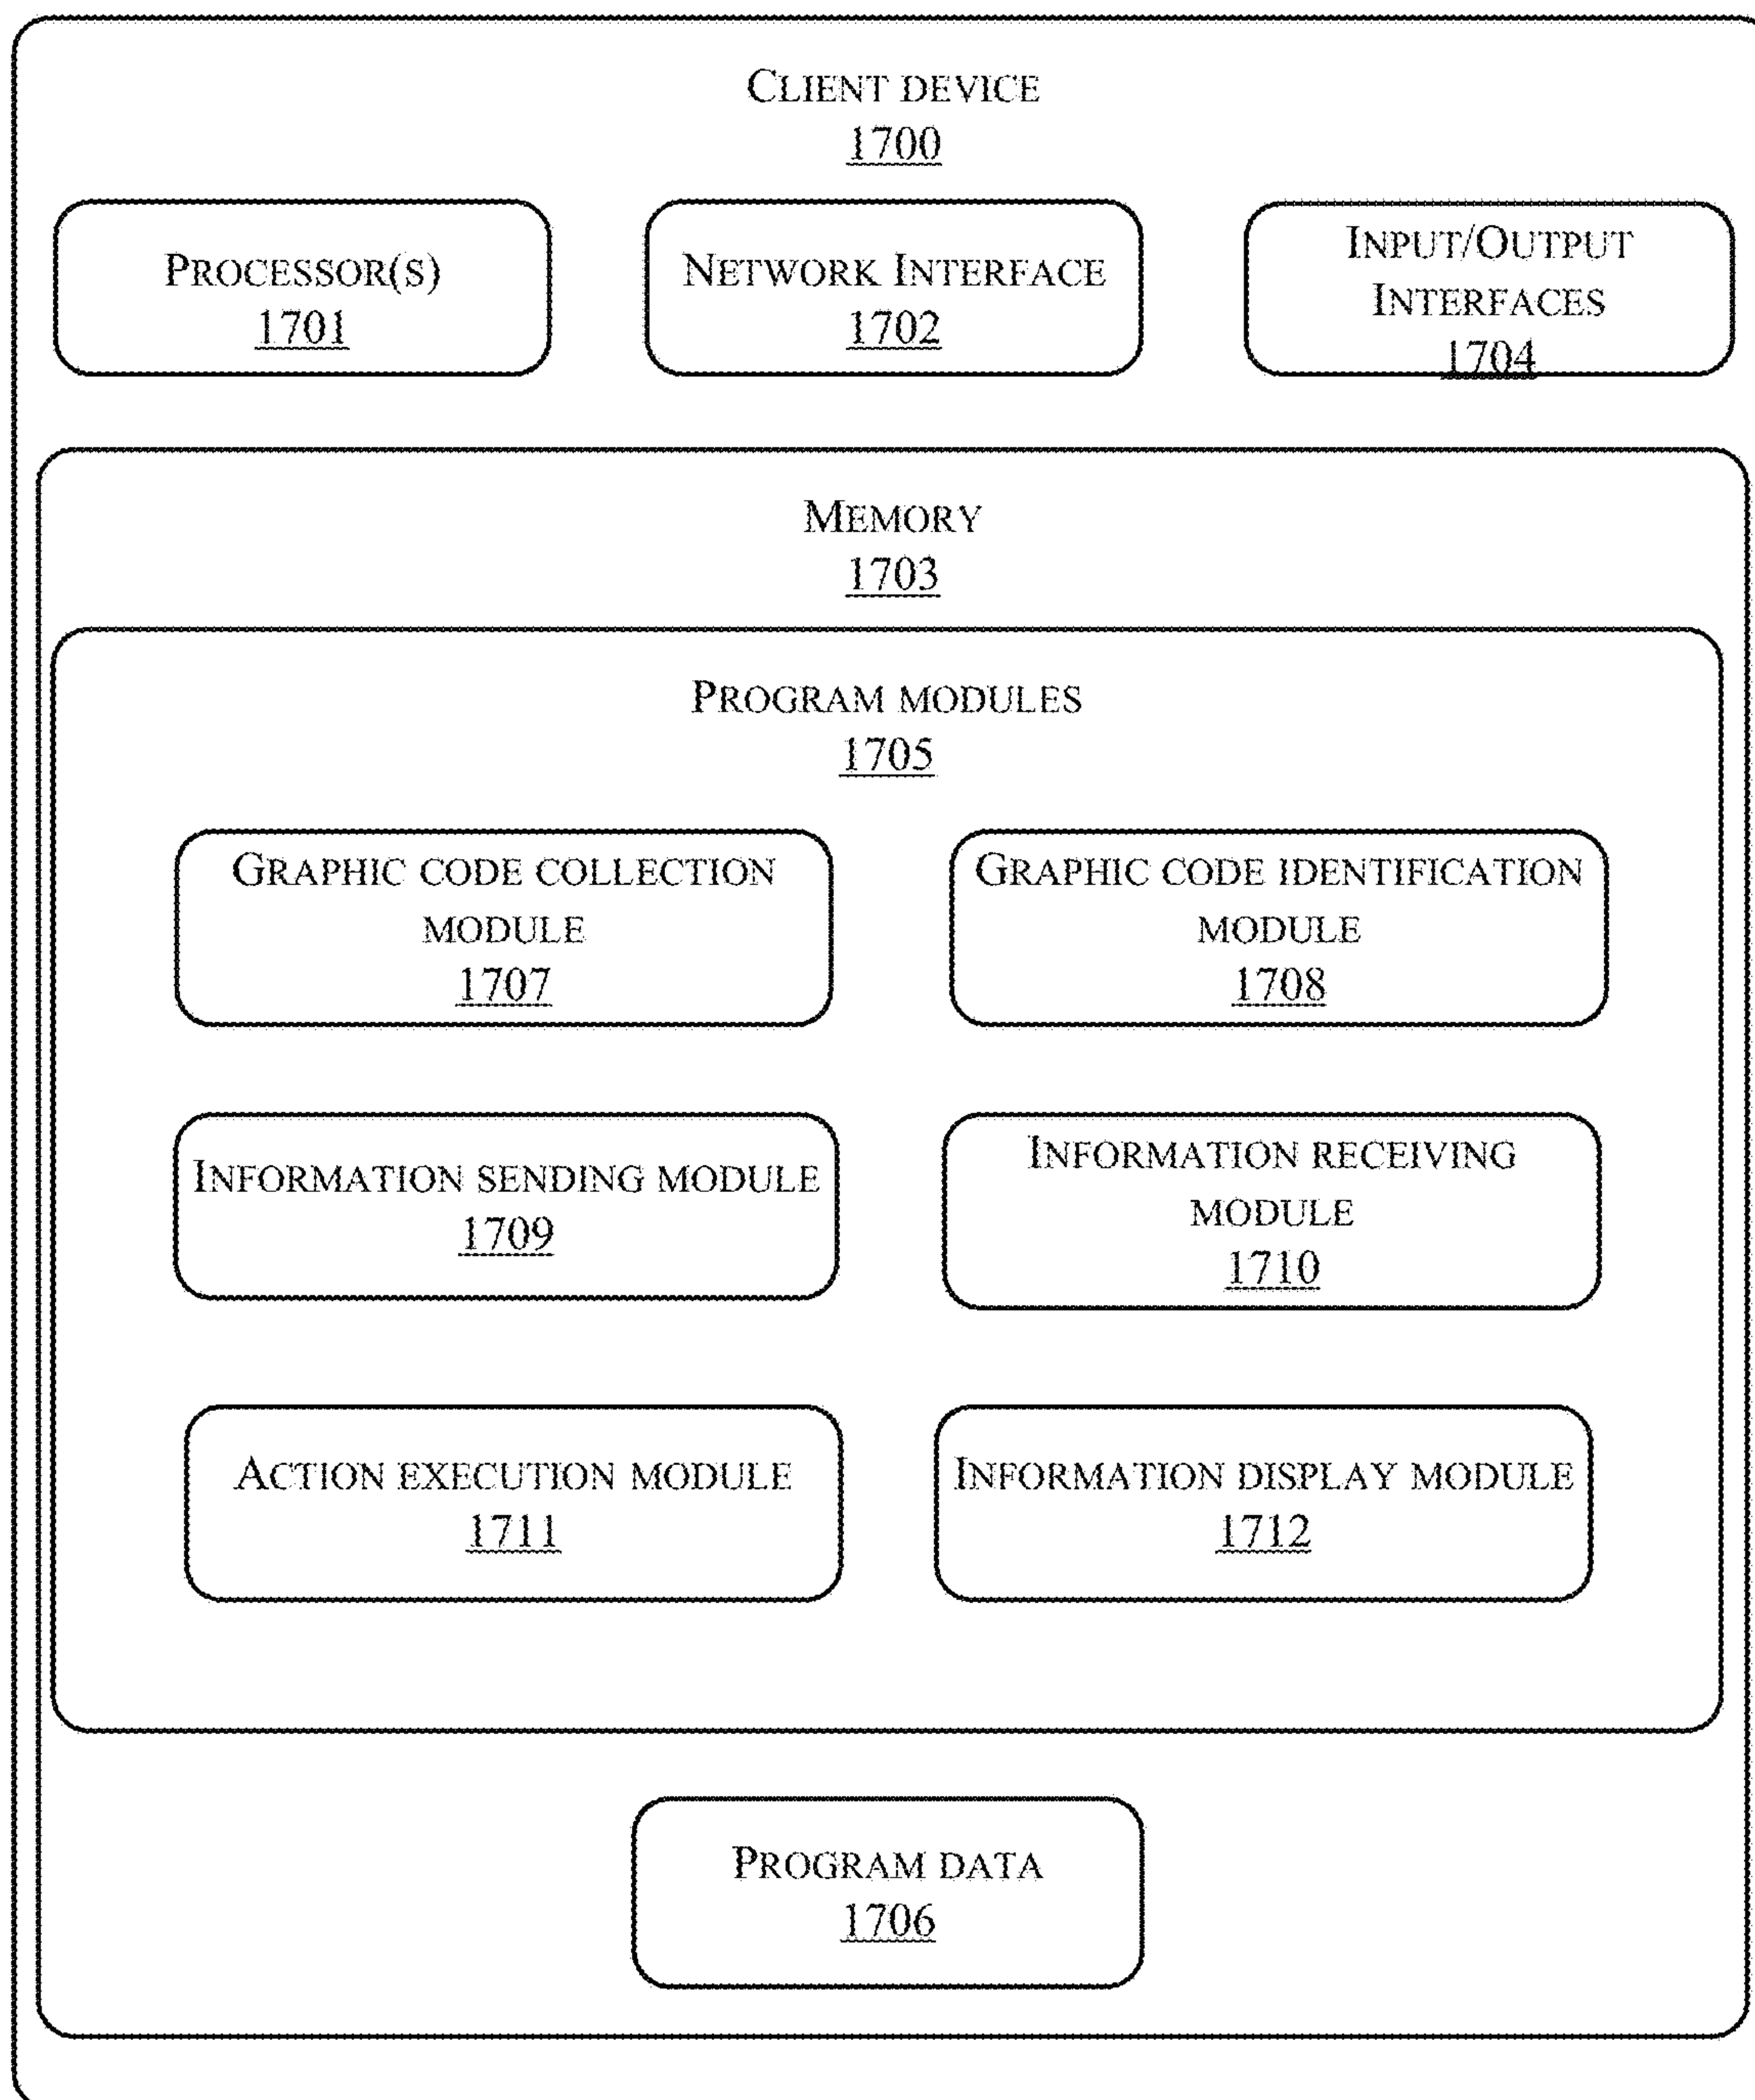 CLIENT DEVICE
1700
PROCESSOR(S)
1701
NETWORK INTERFACE
1702
INPUT/OUTPUT
INTERFACES
1704
MEMORY
1703
PROGRAM MODULES
1705
GRAPHIC CODE COLLECTION
MODULE
1707
GRAPHIC CODE IDENTIFICATION
MODULE
1708
INFORMATION SENDING MODULE
1709
INFORMATION RECEIVING
MODULE
1710
ACTION EXECUTION MODULE
1711
INFORMATION DISPLAY MODULE
1712
PROGRAM DATA
1706